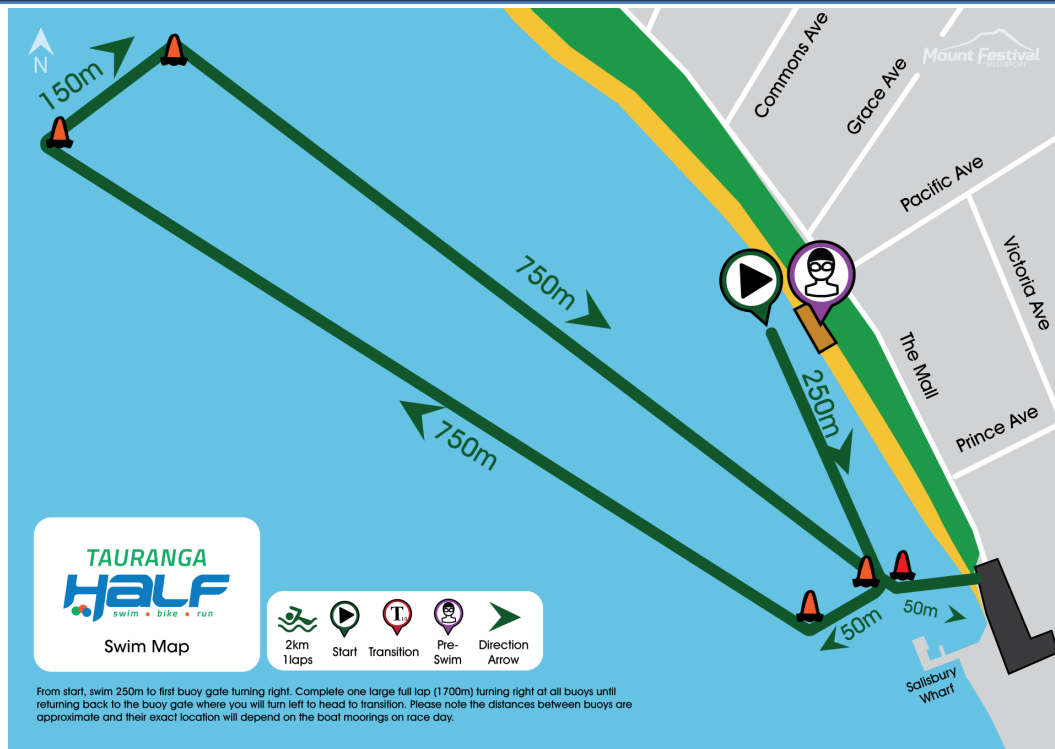 N
150m
Commons Ave
Grace Ave
Mount Festival
MULTISPORT
Pacific Ave
Victoria Ave
750m
The Mall
250m
Prince Ave
750m
50m
50m
Salisbury
Wharf
TAURANGA
HALF
swim • bike • run
Swim Map
2km
1laps
Start
T1/2
Transition
Pre-
Swim
Direction
Arrow
From start, swim 250m to first buoy gate turning right. Complete one large full lap (1700m) turning right at all buoys until
returning back to the buoy gate where you will turn left to head to transition. Please note the distances between buoys are
approximate and their exact location will depend on the boat moorings on race day.